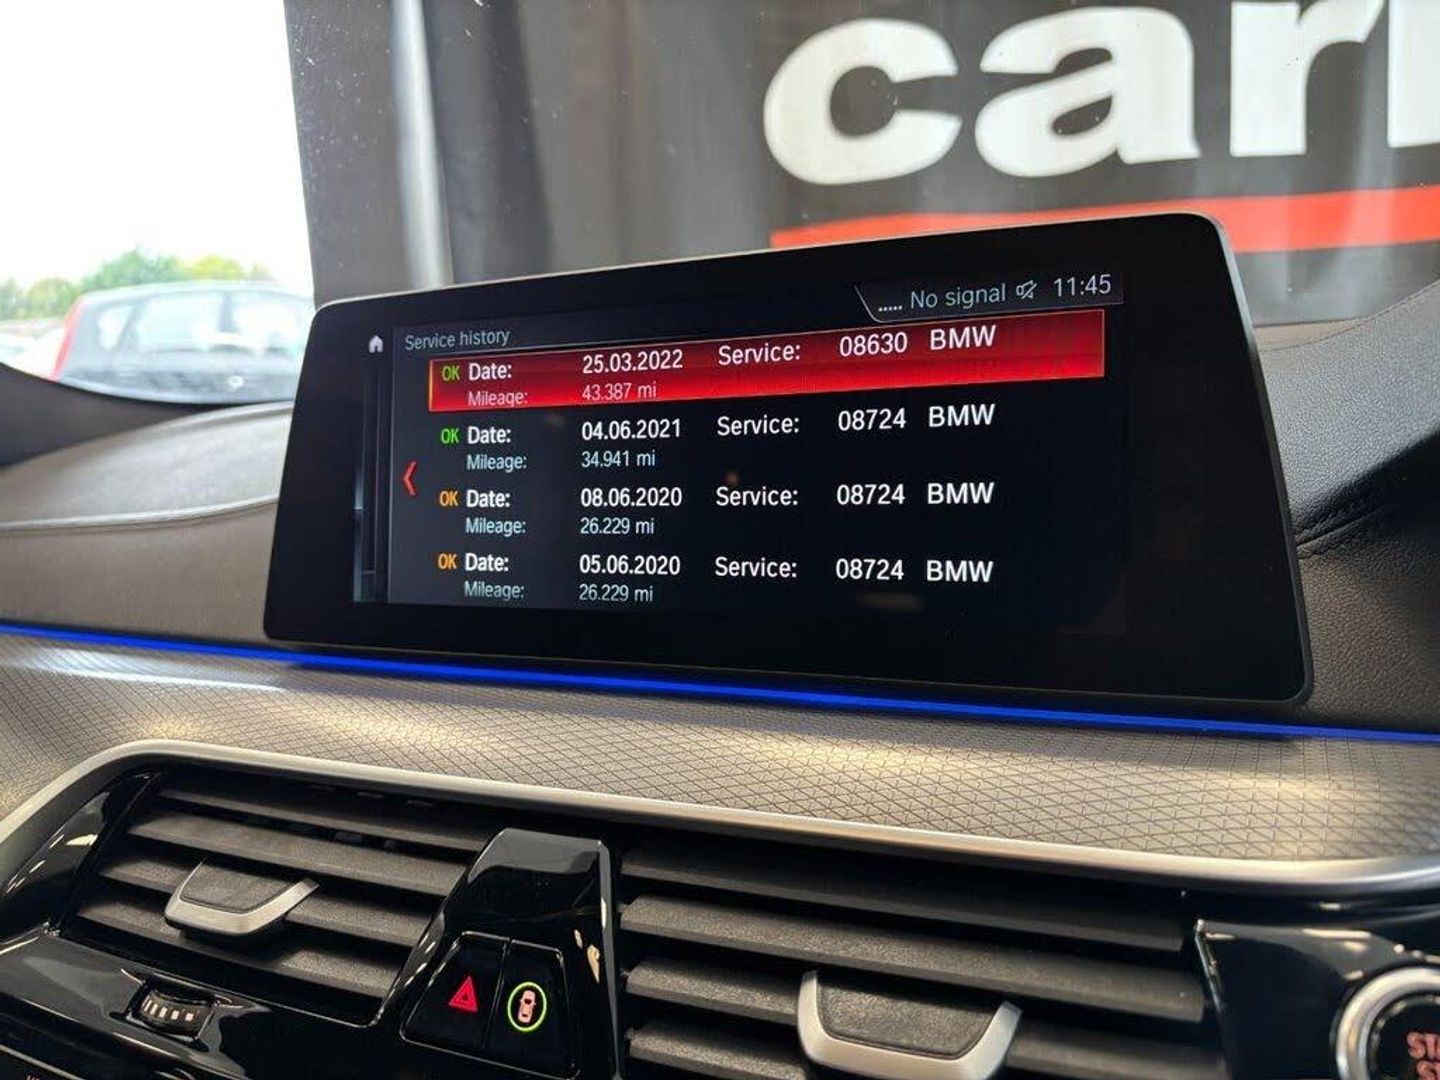 car
No signal 11:45
Service history
OK Date: 25.03.2022 Service: 08630 BMW
Mileage: 43.387 mi
OK Date: 04.06.2021 Service: 08724 BMW
Mileage: 34.941 mi
OK Date: 08.06.2020 Service: 08724 BMW
Mileage: 26.229 mi
OK Date: 05.06.2020 Service: 08724 BMW
Mileage: 26.229 mi